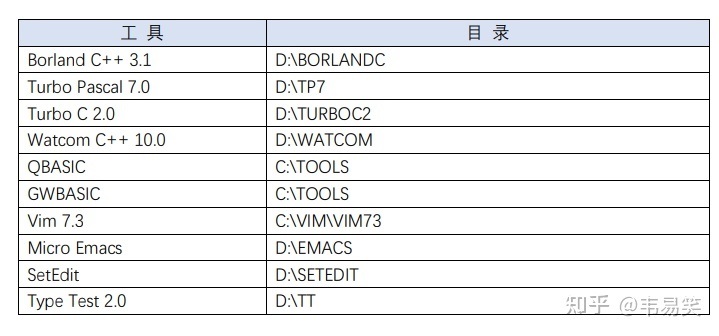 工 具 目 录
Borland C++ 3.1 D:\BORLANDC
Turbo Pascal 7.0 D:\TP7
Turbo C 2.0 D:\TURBOC2
Watcom C++ 10.0 D:\WATCOM
QBASIC C:\TOOLS
GWBASIC C:\TOOLS
Vim 7.3 C:\VIM\VIM73
Micro Emacs D:\EMACS
SetEdit D:\SETEDIT
Type Test 2.0 D:\TT
知乎 @韦易笑